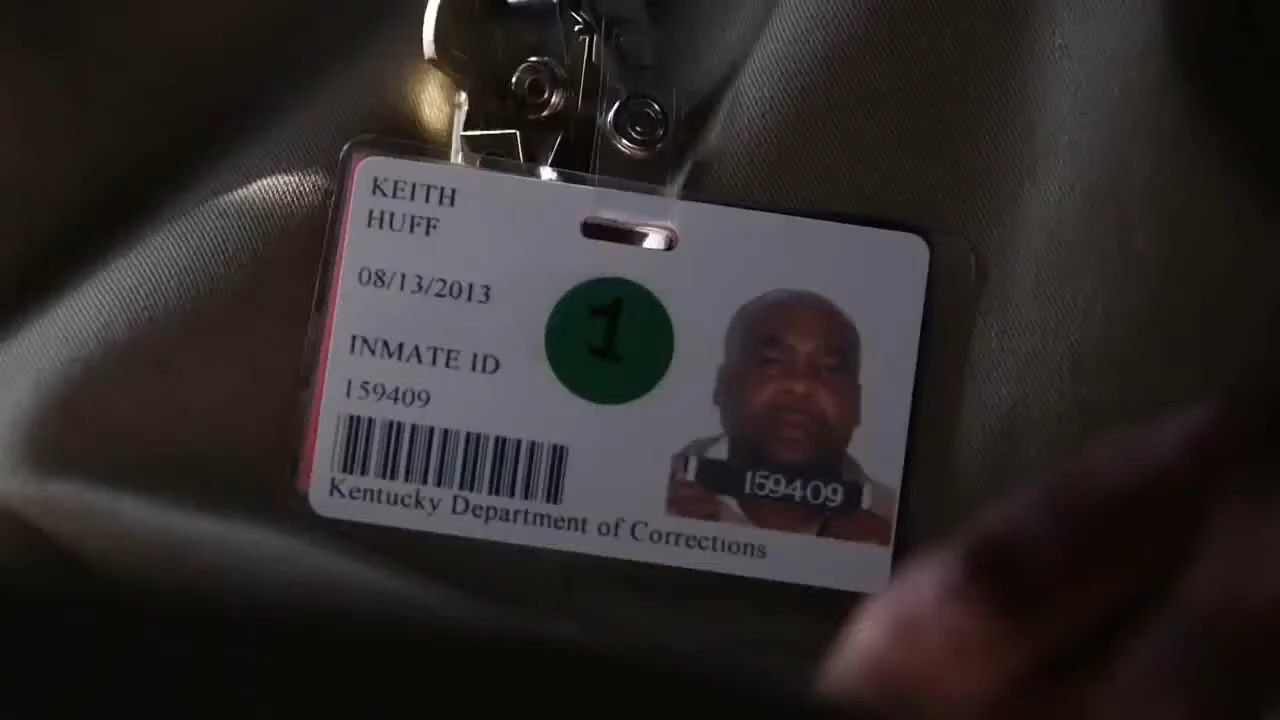 KEITH
HUFF
08/13/2013
1
INMATE ID
159409
Kentucky Department of Corrections
159409